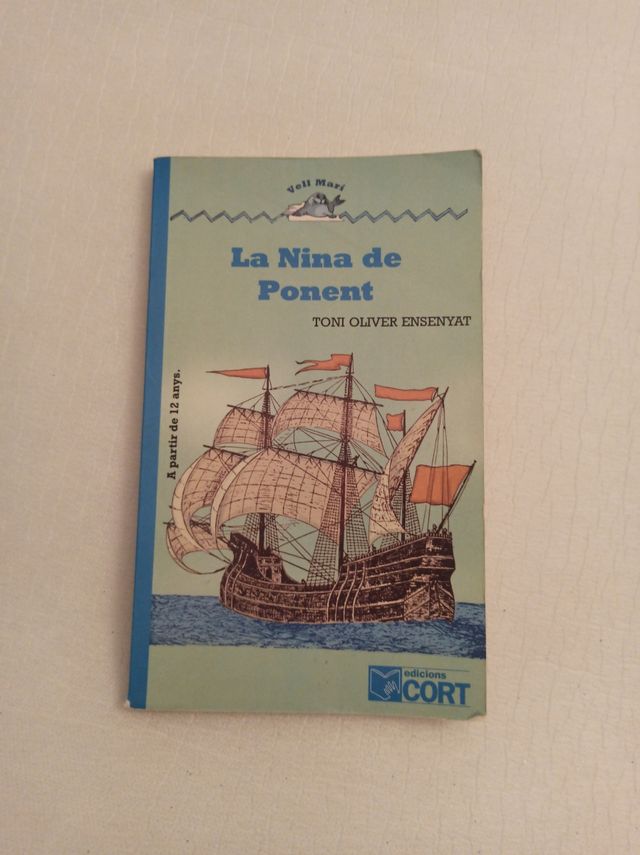 Vell Marí
La Nina de
Ponent
TONI OLIVER ENSENYAT
A partir de 12 anys.
edicions
CORT